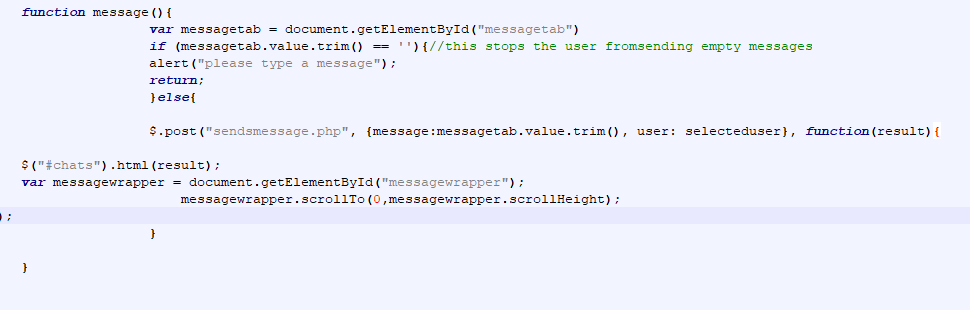 function message(){
var messagetab = document.getElementById("messagetab")
if (messagetab.value.trim() == ''){//this stops the user fromsending empty messages
alert("please type a message");
return;
}else{
$.post("sendsmessage.php", {message:messagetab.value.trim(), user: selecteduser}, function(result){
$("#chats").html(result);
var messagewrapper = document.getElementById("messagewrapper");
messagewrapper.scrollTo(0,messagewrapper.scrollHeight);
);
}
}